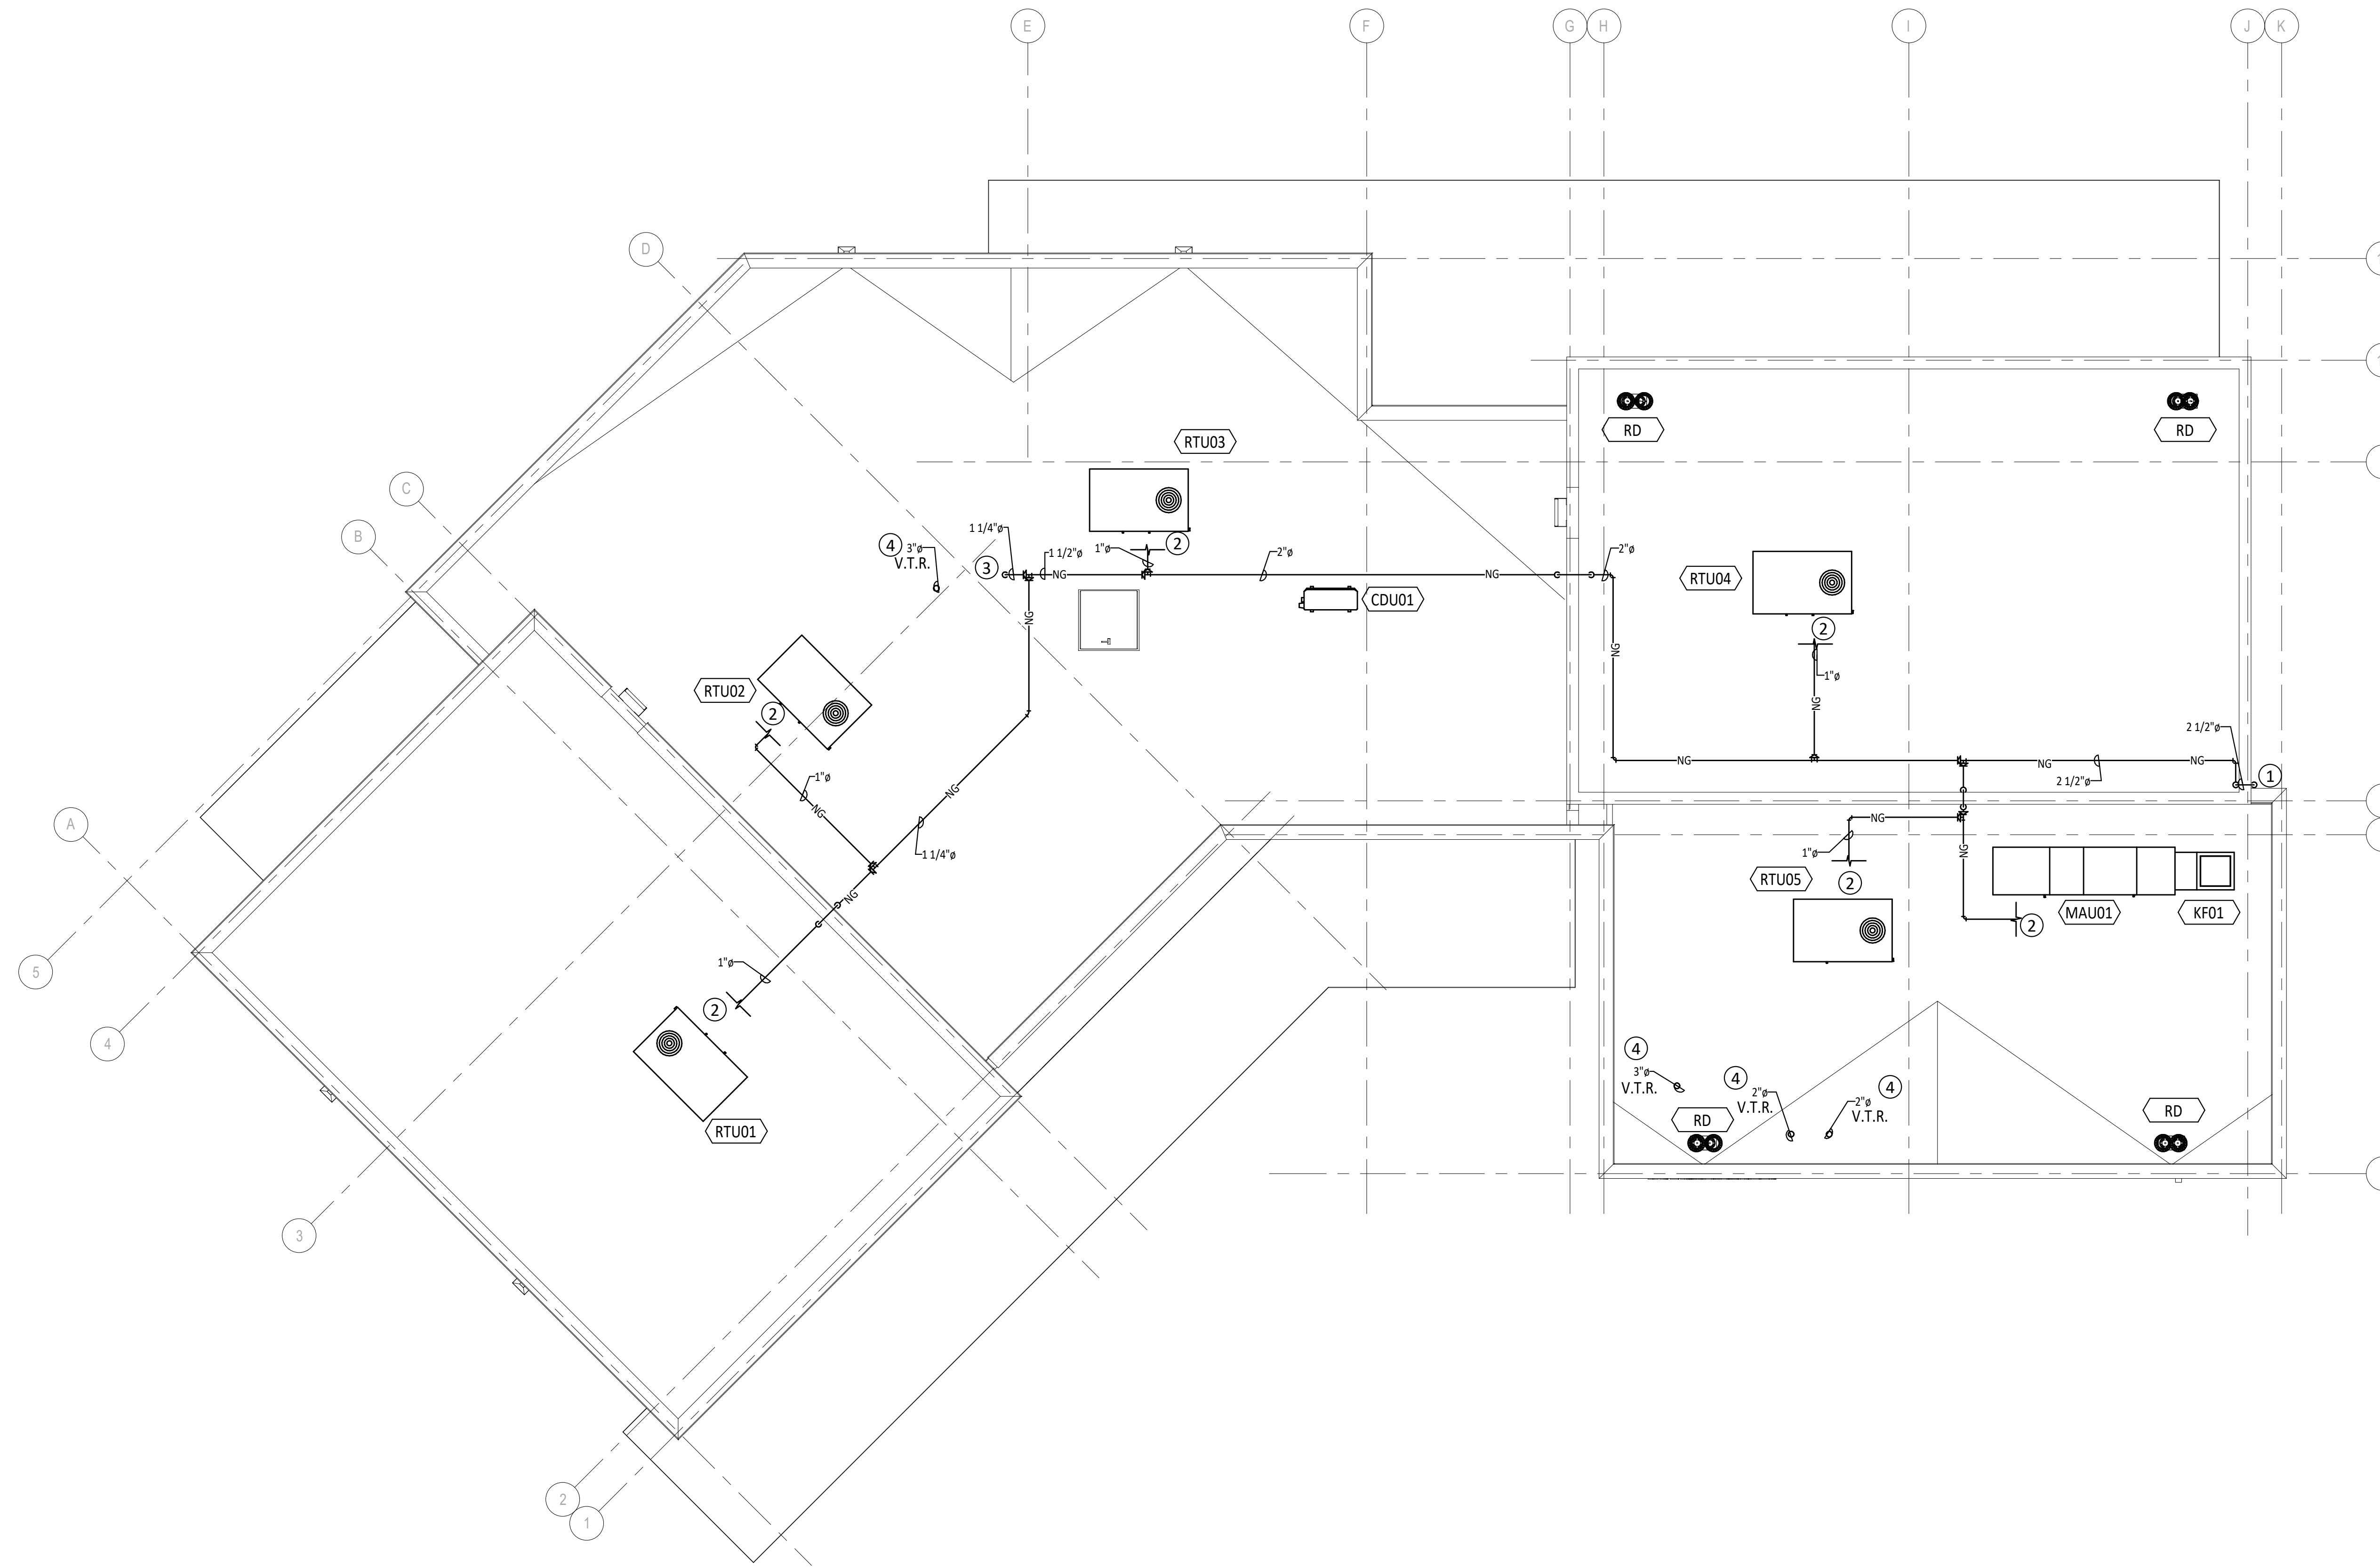 E
F
G
H
I
J
K
D
RTU03
RD
RD
C
B
1 1/4"ø
4
3"ø
V.T.R.
3
1 1/2"ø
1"ø
2
2"ø
2"ø
NG
NG
RTU04
CDU01
NG
2
NG
1"ø
RTU02
2
NG
2 1/2"ø
1"ø
NG
NG
NG
NG
2 1/2"ø
1
NG
A
1 1/4"ø
NG
1"ø
NG
RTU05
2
NG
MAU01
KF01
2
1"ø
2
5
4
4
3"ø
V.T.R.
4
2"ø
V.T.R.
4
2"ø
V.T.R.
RD
RD
RTU01
3
2
1